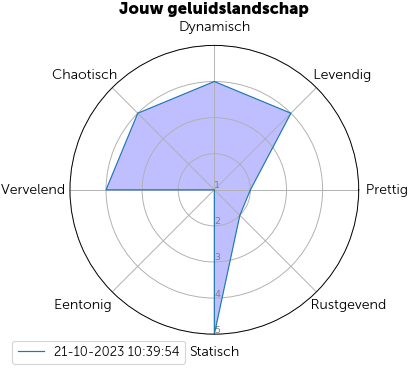 Jouw geluidslandschap
Dynamisch
Chaotisch
Levendig
Vervelend
1
Prettig
2
3
4
Eentonig
Rustgevend
5
21-10-2023 10:39:54
Statisch